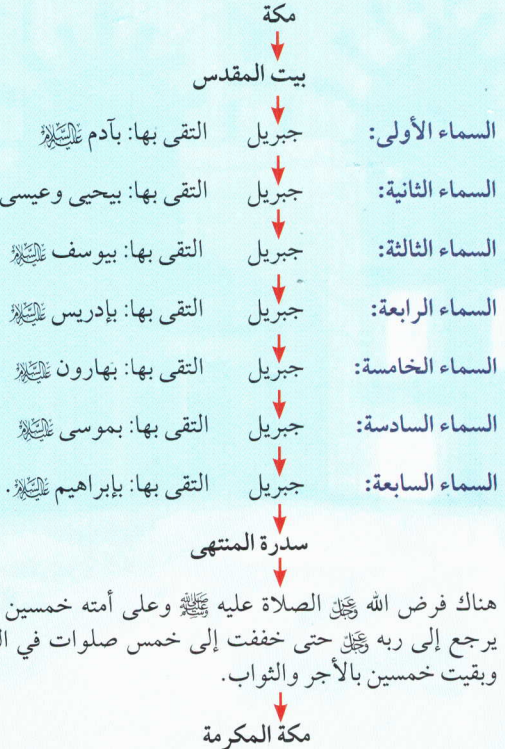 مكة
بيت المقدس
السماء الأولى: جبريل التقى بها: بآدم عليه السلام
السماء الثانية: جبريل التقى بها: بيحيى وعيسى
السماء الثالثة: جبريل التقى بها: بيوسف عليه السلام
السماء الرابعة: جبريل التقى بها: بإدريس عليه السلام
السماء الخامسة: جبريل التقى بها: بهارون عليه السلام
السماء السادسة: جبريل التقى بها: بموسى عليه السلام
السماء السابعة: جبريل التقى بها: بإبراهيم عليه السلام.
سدرة المنتهى
هناك فرض الله عز وجل الصلاة عليه ﷺ وعلى أمته خمسين
يرجع إلى ربه عز وجل حتى خففت إلى خمس صلوات في
وبقيت خمسين بالأجر والثواب.
مكة المكرمة